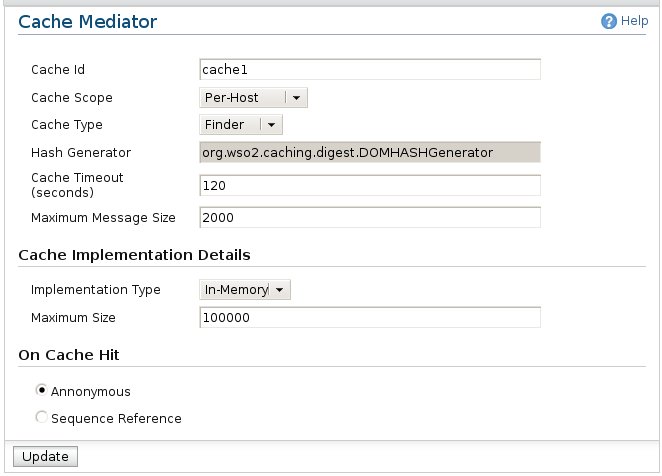 Cache Mediator
Help
Cache Id cache1
Cache Scope Per-Host
Cache Type Finder
Hash Generator org.wso2.caching.digest.DOMHASHGenerator
Cache Timeout
(seconds) 120
Maximum Message Size 2000
Cache Implementation Details
Implementation Type In-Memory
Maximum Size 100000
On Cache Hit
Annonymous
Sequence Reference
Update